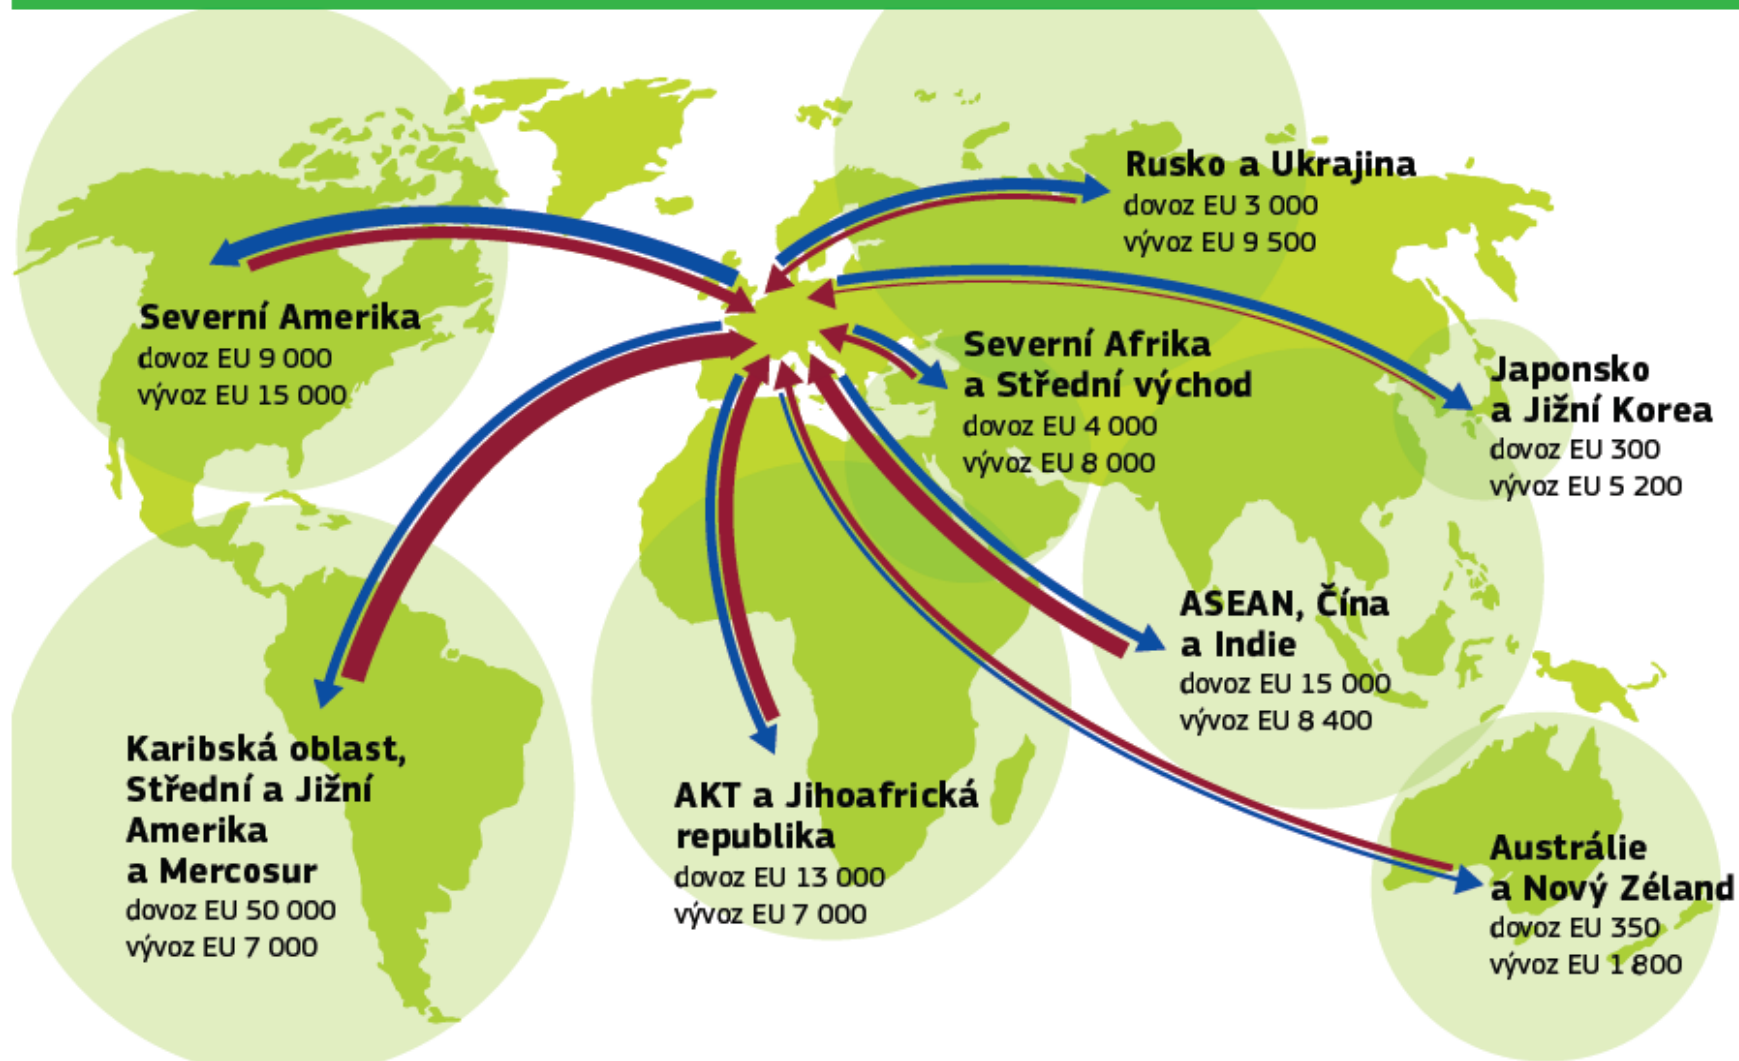 Rusko a Ukrajina
dovoz EU 3 000
vývoz EU 9 500
Severní Amerika
dovoz EU 9 000
vývoz EU 15 000
Severní Afrika
a Střední východ
dovoz EU 4 000
vývoz EU 8 000
Japonsko
a Jižní Korea
dovoz EU 300
vývoz EU 5 200
ASEAN, Čína
a Indie
dovoz EU 15 000
vývoz EU 8 400
Karibská oblast,
Střední a Jižní
Amerika
a Mercosur
dovoz EU 50 000
vývoz EU 7 000
AKT a Jihoafrická
republika
dovoz EU 13 000
vývoz EU 7 000
Austrálie
a Nový Zéland
dovoz EU 350
vývoz EU 1 800